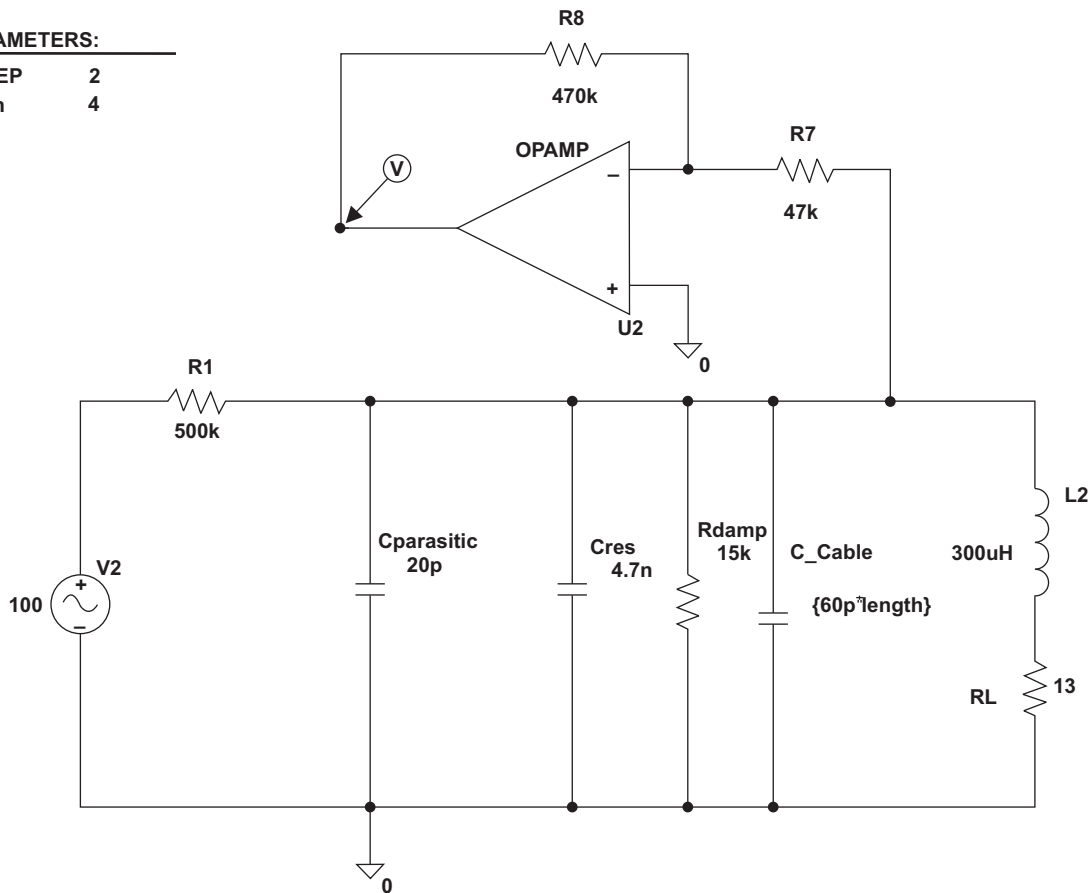 AMETERS:
EP 2
n 4
R8
470k
OPAMP
V
R7
47k
−
+
U2
0
R1
500k
Cparasitic
20p
Cres
4.7n
Rdamp
15k
C_Cable
{60p*length}
300uH
L2
V2
+
100
−
RL
13
0